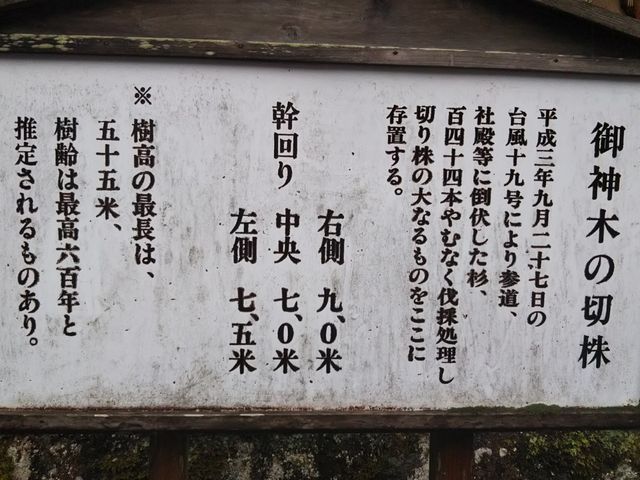 御神木の切株
平成三年九月二十七日の
台風十九号により参道、
社殿等に倒伏した杉、
百四十四本やむなく伐採処理し
切り株の大なるものをここに
存置する。
右側 九、0米
幹回り 中央 七、0米
左側 七、五米
※樹高の最長は、
五十五米、
樹齢は最高六百年と
推定されるものあり。